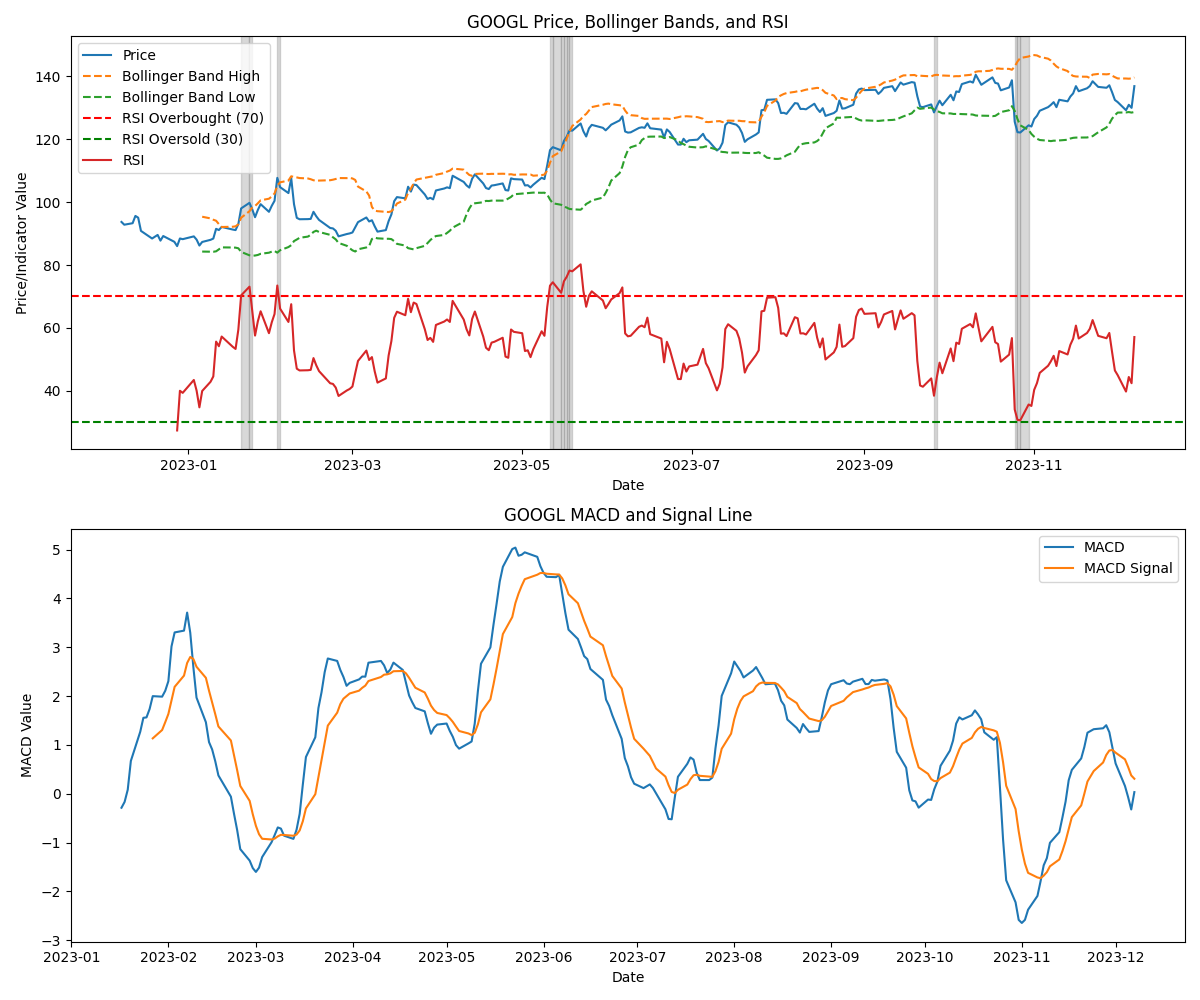 GOOGL Price, Bollinger Bands, and RSI
Price
Bollinger Band High
Bollinger Band Low
RSI Overbought (70)
RSI Oversold (30)
RSI
Price/Indicator Value
140
120
100
80
60
40
2023-01 2023-03 2023-05 2023-07 2023-09 2023-11
Date
GOOGL MACD and Signal Line
MACD
MACD Signal
MACD Value
5
4
3
2
1
0
−1
−2
−3
2023-01 2023-02 2023-03 2023-04 2023-05 2023-06 2023-07 2023-08 2023-09 2023-10 2023-11 2023-12
Date